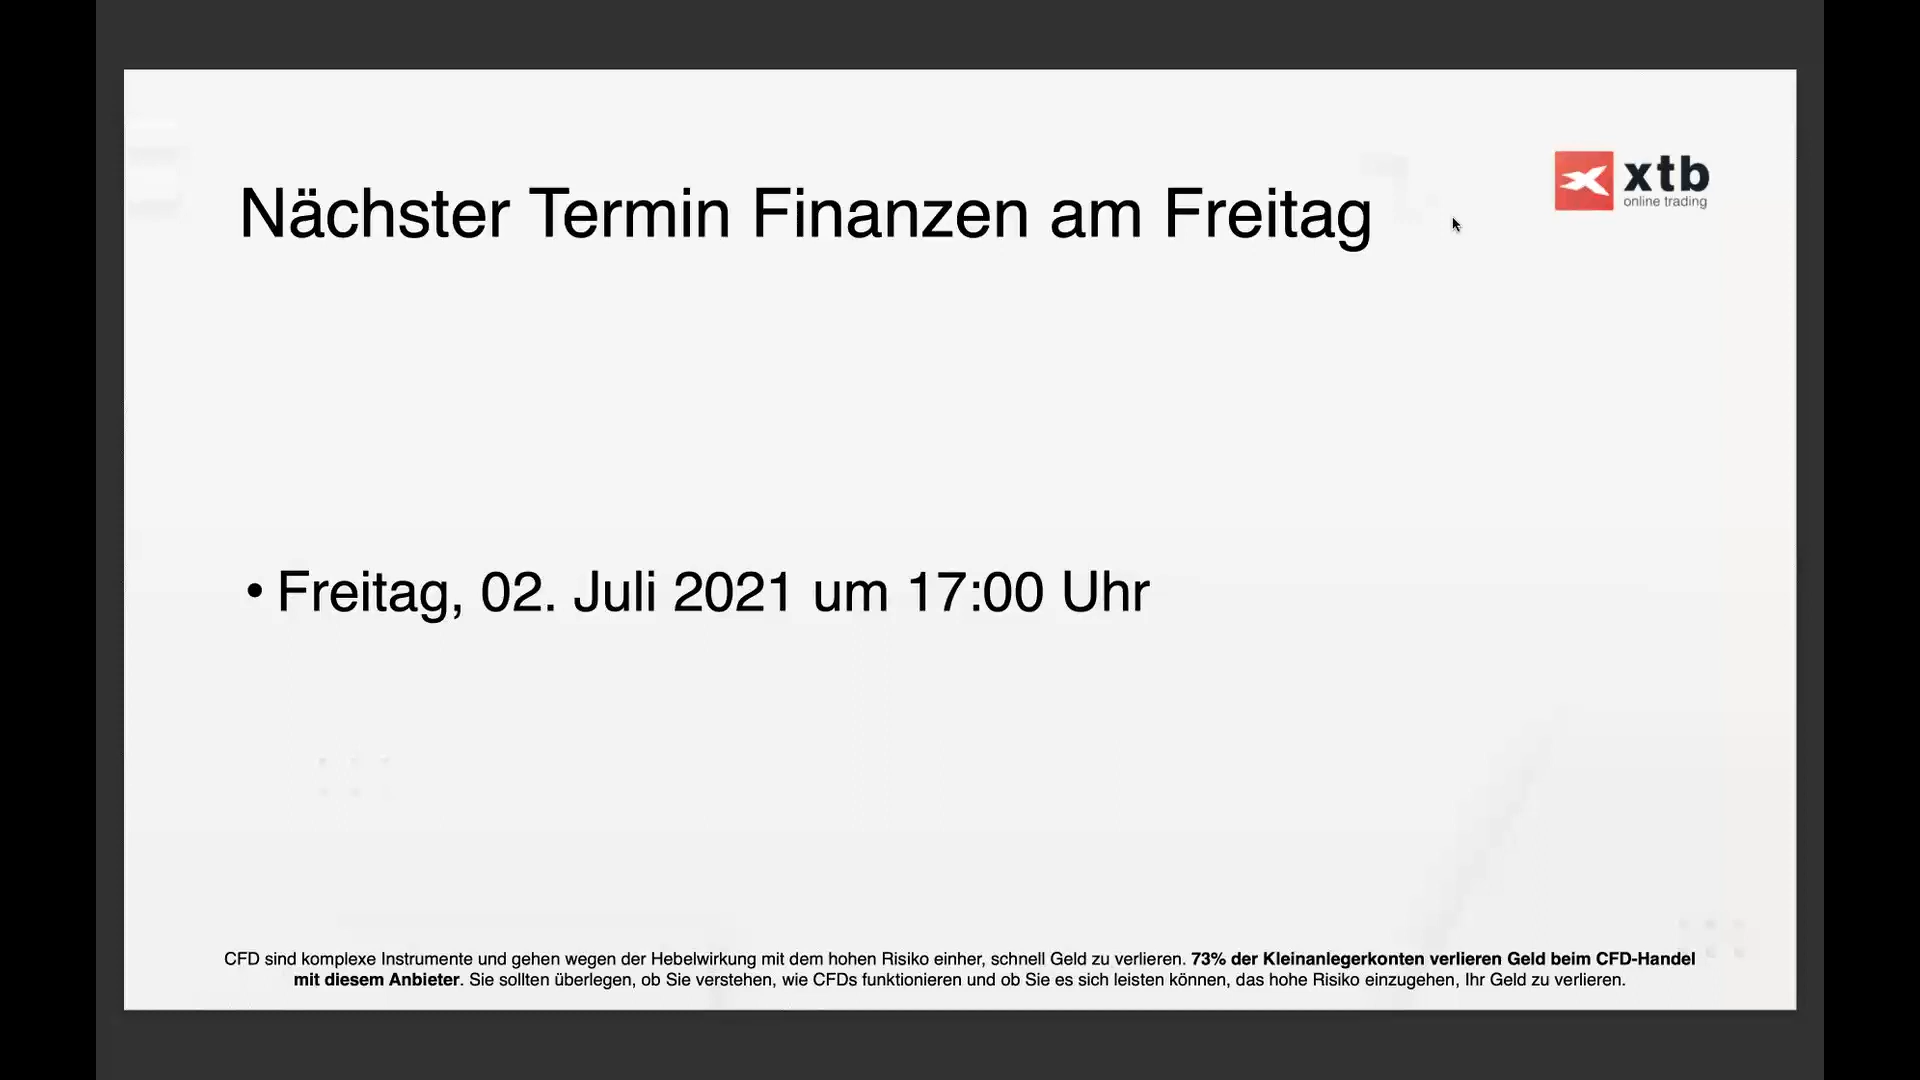 Nächster Termin Finanzen am Freitag
xtb
online trading
• Freitag, 02. Juli 2021 um 17:00 Uhr
CFD sind komplexe Instrumente und gehen wegen der Hebelwirkung mit dem hohen Risiko einher, schnell Geld zu verlieren. 73% der Kleinanlegerkonten verlieren Geld beim CFD-Handel
mit diesem Anbieter. Sie sollten überlegen, ob Sie verstehen, wie CFDs funktionieren und ob Sie es sich leisten können, das hohe Risiko einzugehen, Ihr Geld zu verlieren.